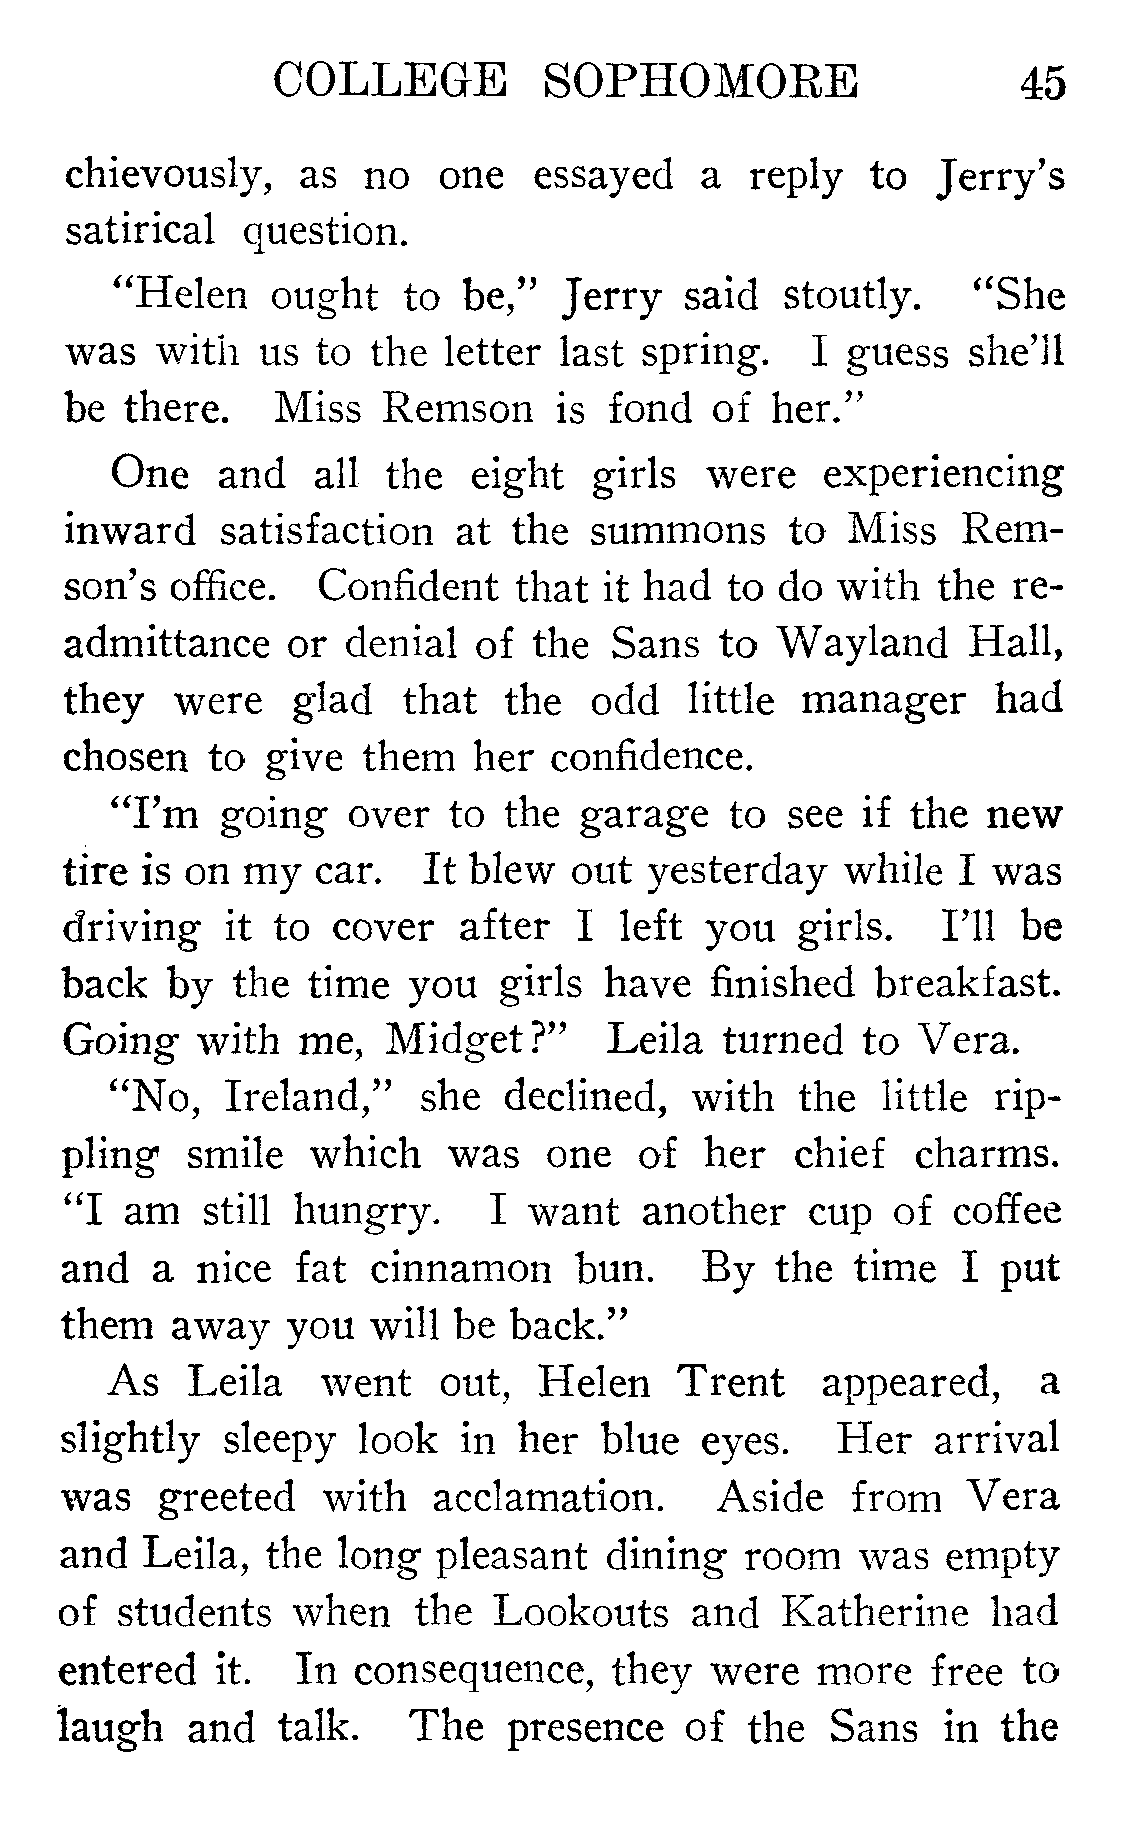 COLLEGE SOPHOMORE 45
chievously, as no one essayed a reply to Jerry's
satirical question.
"Helen ought to be," Jerry said stoutly. "She
was with us to the letter last spring. I guess she'll
be there. Miss Remson is fond of her."
One and all the eight girls were experiencing
inward satisfaction at the summons to Miss Rem-
son's office. Confident that it had to do with the re-
admittance or denial of the Sans to Wayland Hall,
they were glad that the odd little manager had
chosen to give them her confidence.
"I'm going over to the garage to see if the new
tire is on my car. It blew out yesterday while I was
driving it to cover after I left you girls. I'll be
back by the time you girls have finished breakfast.
Going with me, Midget?" Leila turned to Vera.
"No, Ireland," she declined, with the little rip-
pling smile which was one of her chief charms.
"I am still hungry. I want another cup of coffee
and a nice fat cinnamon bun. By the time I put
them away you will be back."
As Leila went out, Helen Trent appeared, a
slightly sleepy look in her blue eyes. Her arrival
was greeted with acclamation. Aside from Vera
and Leila, the long pleasant dining room was empty
of students when the Lookouts and Katherine had
entered it. In consequence, they were more free to
laugh and talk. The presence of the Sans in the